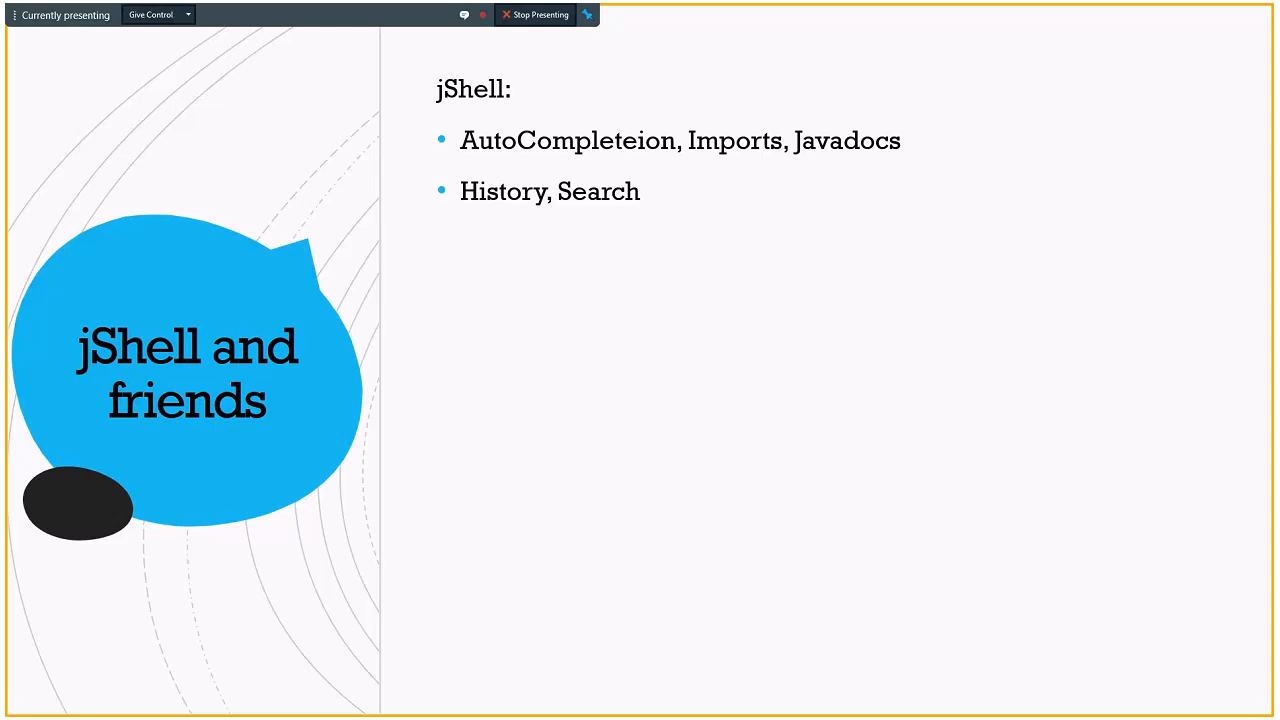 Currently presenting
Give Control
Stop Presenting
jShell and
friends
jShell:
• AutoCompleteion, Imports, Javadocs
• History, Search